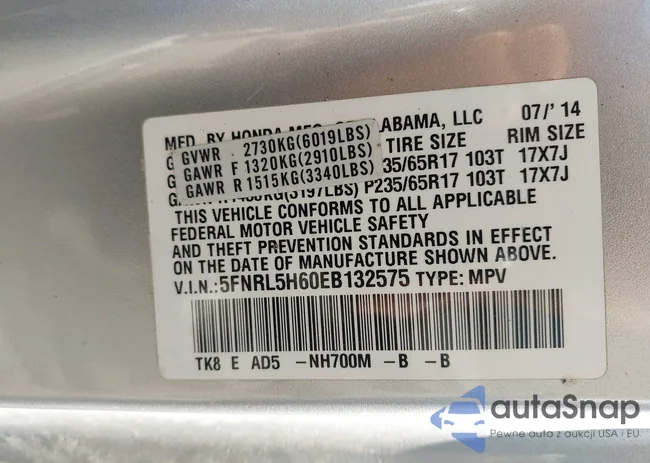 MFD. BY HONDA MFG. OF ALABAMA, LLC 07/'14
GVWR 2730KG(6019LBS) TIRE SIZE RIM SIZE
GAWR F 1320KG(2910LBS) 235/65R17 103T 17X7J
GAWR R 1515KG(3340LBS) P235/65R17 103T 17X7J
THIS VEHICLE CONFORMS TO ALL APPLICABLE
FEDERAL MOTOR VEHICLE SAFETY
AND THEFT PREVENTION STANDARDS IN EFFECT
ON THE DATE OF MANUFACTURE SHOWN ABOVE.
V.I.N.:5FNRL5H60EB132575 TYPE: MPV
TK8 E AD5 -NH700M -B -B
autoSnap
Pewne auta z aukcji USA i EU